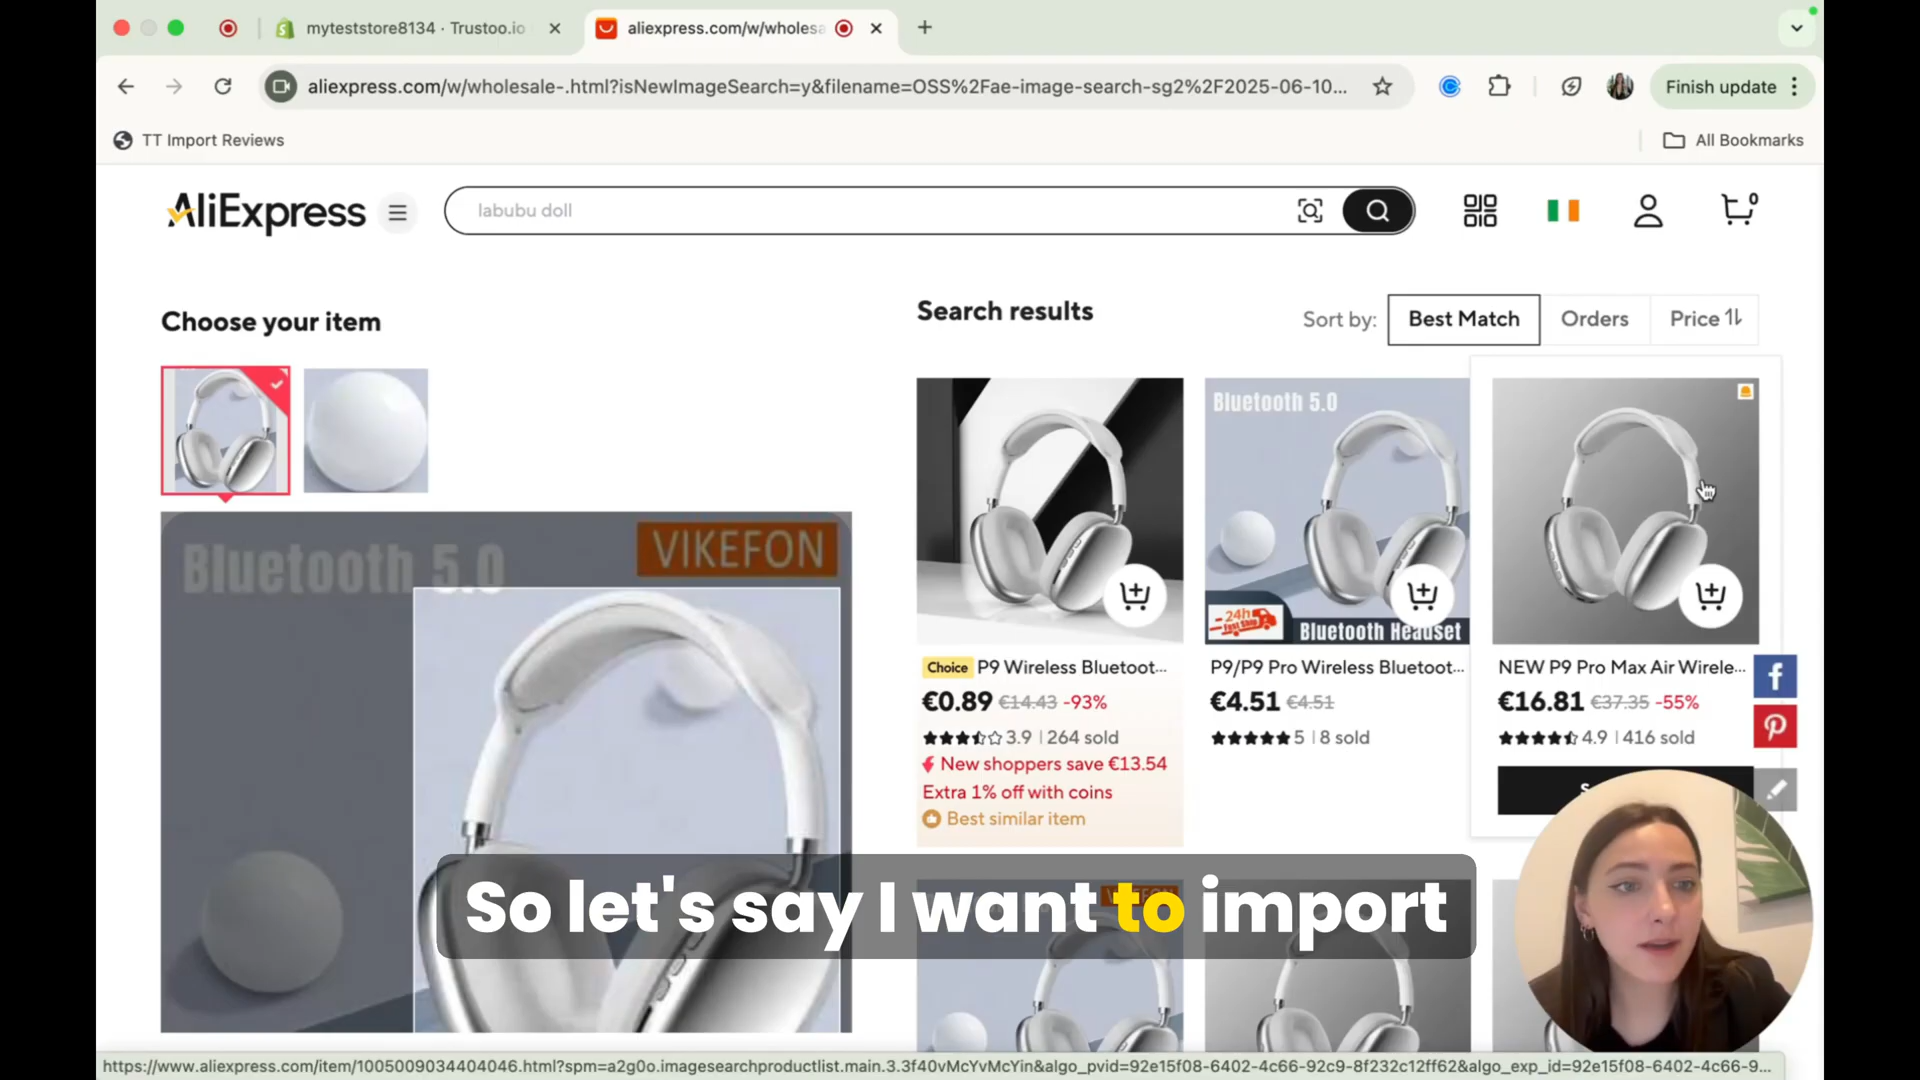 myteststore8134 · Trustoo.io
aliexpress.com/w/wholesa
aliexpress.com/w/wholesale-.html?isNewImageSearch=y&filename=OSS%2Fae-image-search-sg2%2F2025-06-10...
Finish update
TT Import Reviews
All Bookmarks
AliExpress
labubu doll
0
Choose your item
Search results
Sort by:
Best Match
Orders
Price
Bluetooth 5.0
VIKEFON
Bluetooth 5.0
24h
Fast Ship
Bluetooth Headset
Choice P9 Wireless Bluetoot...
€0.89 €14.43 -93%
3.9 | 264 sold
New shoppers save €13.54
Extra 1% off with coins
Best similar item
P9/P9 Pro Wireless Bluetoot...
€4.51 €4.51
5 | 8 sold
NEW P9 Pro Max Air Wirele...
€16.81 €37.35 -55%
4.9 | 416 sold
So let's say I want to import
https://www.aliexpress.com/item/1005009034404046.html?spm=a2g0o.imagesearchproductlist.main.3.3f40vMcYvMcYin&algo_pvid=92e15f08-6402-4c66-92c9-8f232c12ff62&algo_exp_id=92e15f08-6402-4c66-9...